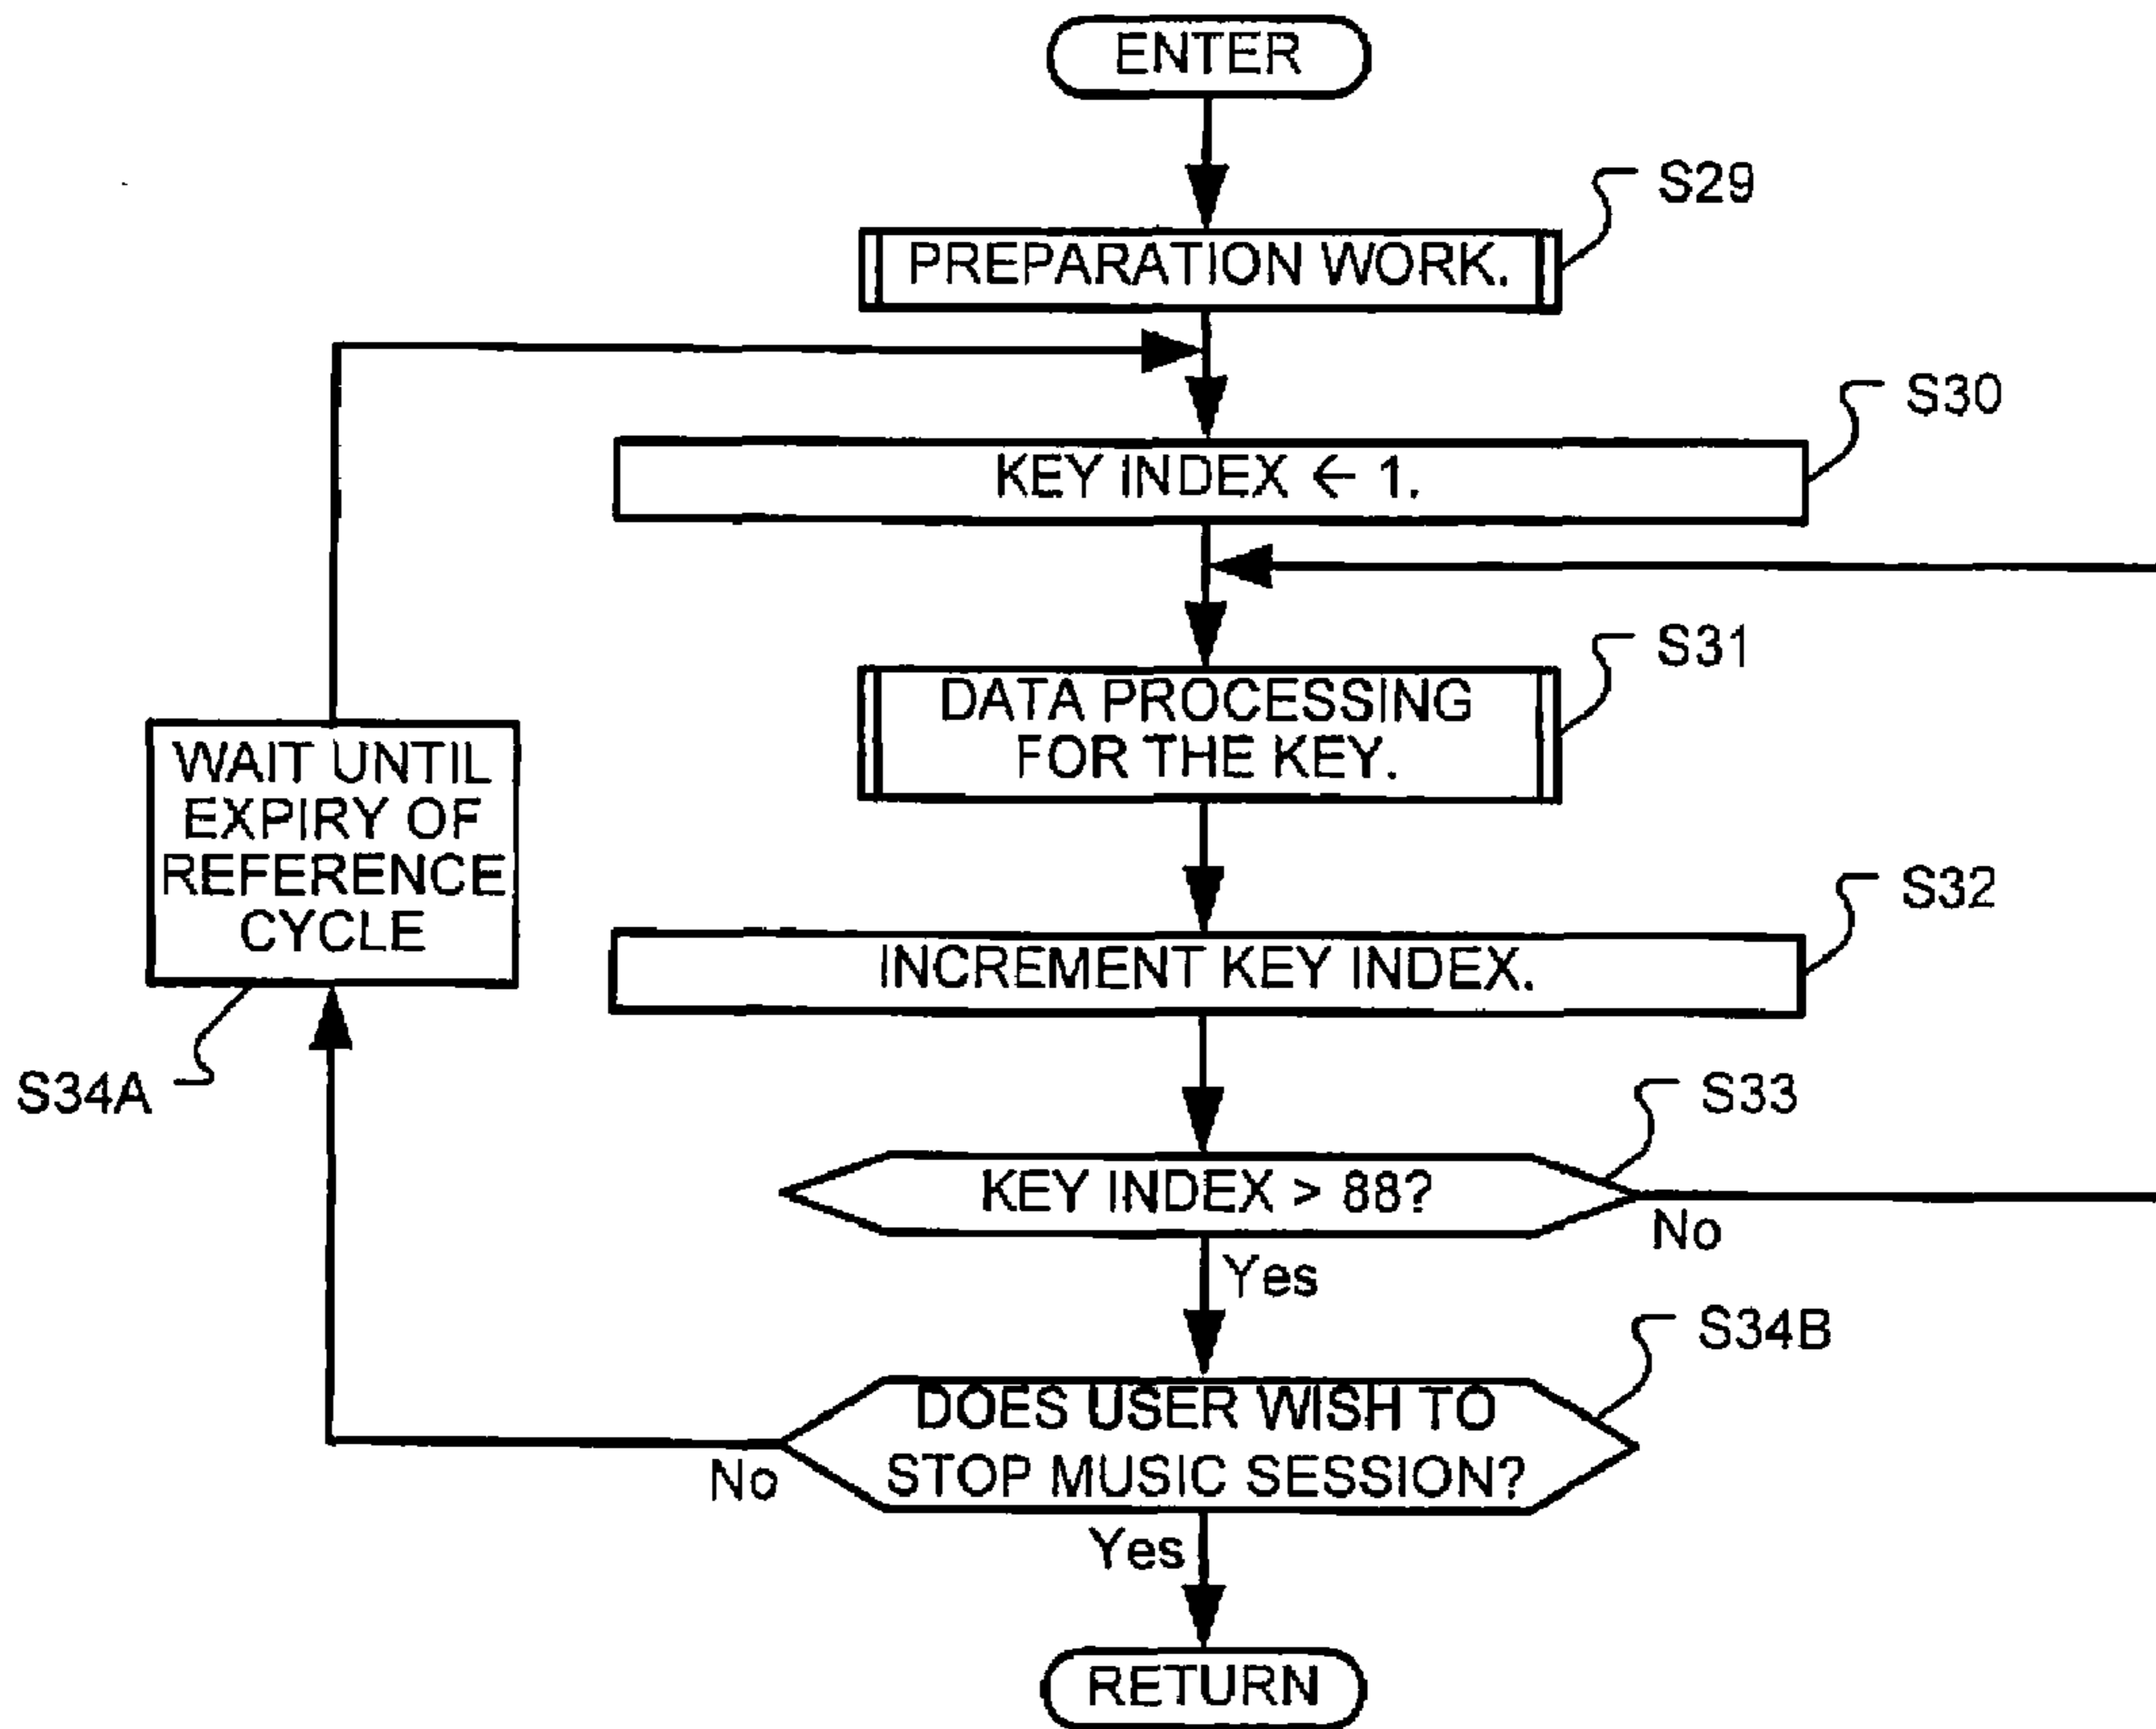 ENTER
S29
PREPARATION WORK.
S30
KEY INDEX ← 1.
S31
DATA PROCESSING
FOR THE KEY.
WAIT UNTIL
EXPIRY OF
REFERENCE
CYCLE
S32
INCREMENT KEY INDEX.
S34A
S33
KEY INDEX > 88?
No
Yes
S34B
DOES USER WISH TO
STOP MUSIC SESSION?
No
Yes
RETURN